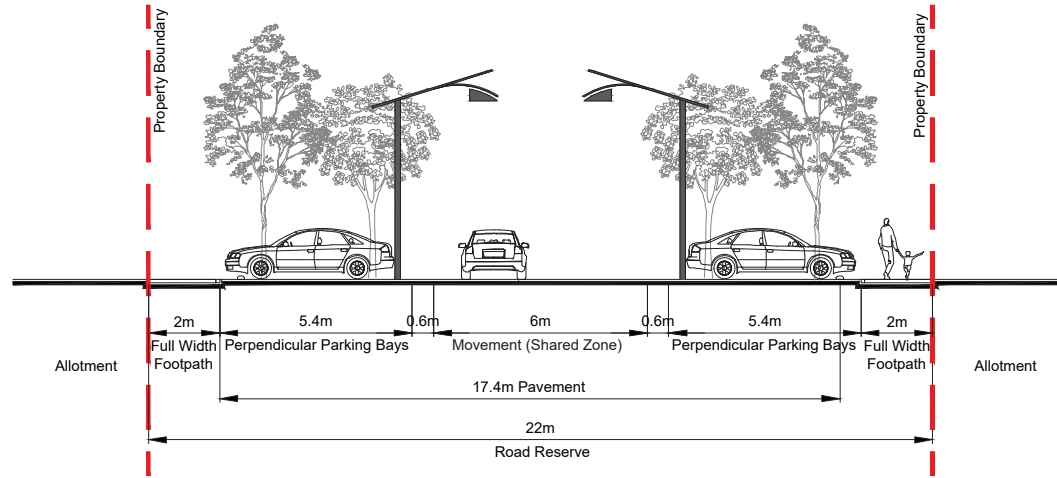 Property Boundary
Property Boundary
2m
5.4m
0.6m
6m
0.6m
5.4m
2m
Full Width
Footpath
Perpendicular Parking Bays
Movement (Shared Zone)
Perpendicular Parking Bays
Full Width
Footpath
Allotment
Allotment
17.4m Pavement
22m
Road Reserve